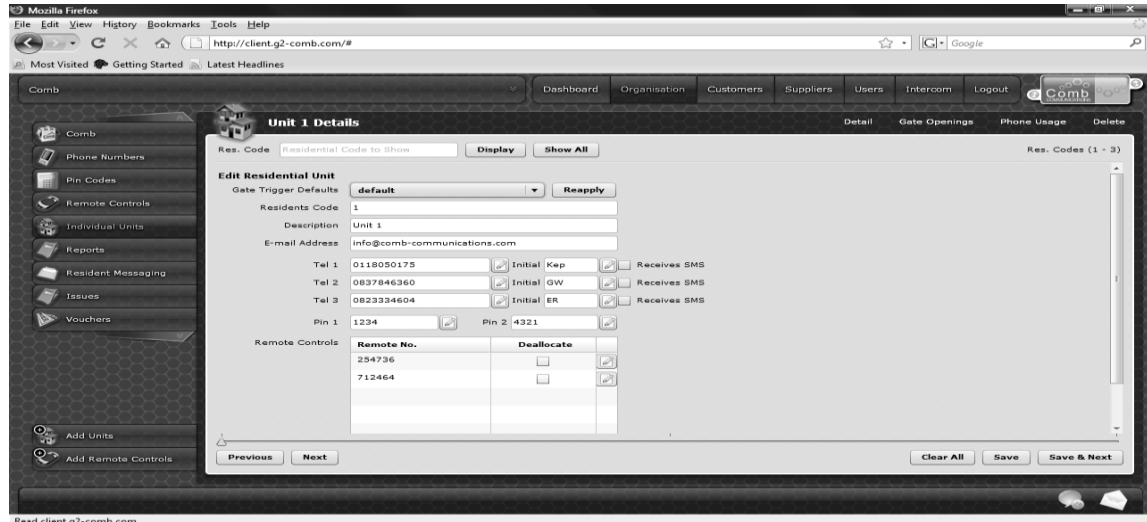 Mozilla Firefox
File Edit View History Bookmarks Tools Help
http://client.g2-comb.com/#
Google
Most Visited Getting Started Latest Headlines
Comb
Dashboard Organisation Customers Suppliers Users Intercom Logout
Comb
COMMUNICATIONS
Unit 1 Details
Detail Gate Openings Phone Usage Delete
Comb
Phone Numbers
Pin Codes
Remote Controls
Individual Units
Reports
Resident Messaging
Issues
Vouchers
Add Units
Add Remote Controls
Res. Code Residential Code to Show Display Show All Res. Codes (1 - 3)
Edit Residential Unit
Gate Trigger Defaults default Reapply
Residents Code 1
Description Unit 1
E-mail Address info@comb-communications.com
Tel 1 0118050175 Initial Kep Receives SMS
Tel 2 0837846360 Initial GW Receives SMS
Tel 3 0823334604 Initial ER Receives SMS
Pin 1 1234 Pin 2 4321
Remote Controls Remote No. Deallocate
254736
712464
Previous Next Clear All Save Save & Next
Read client.g2-comb.com